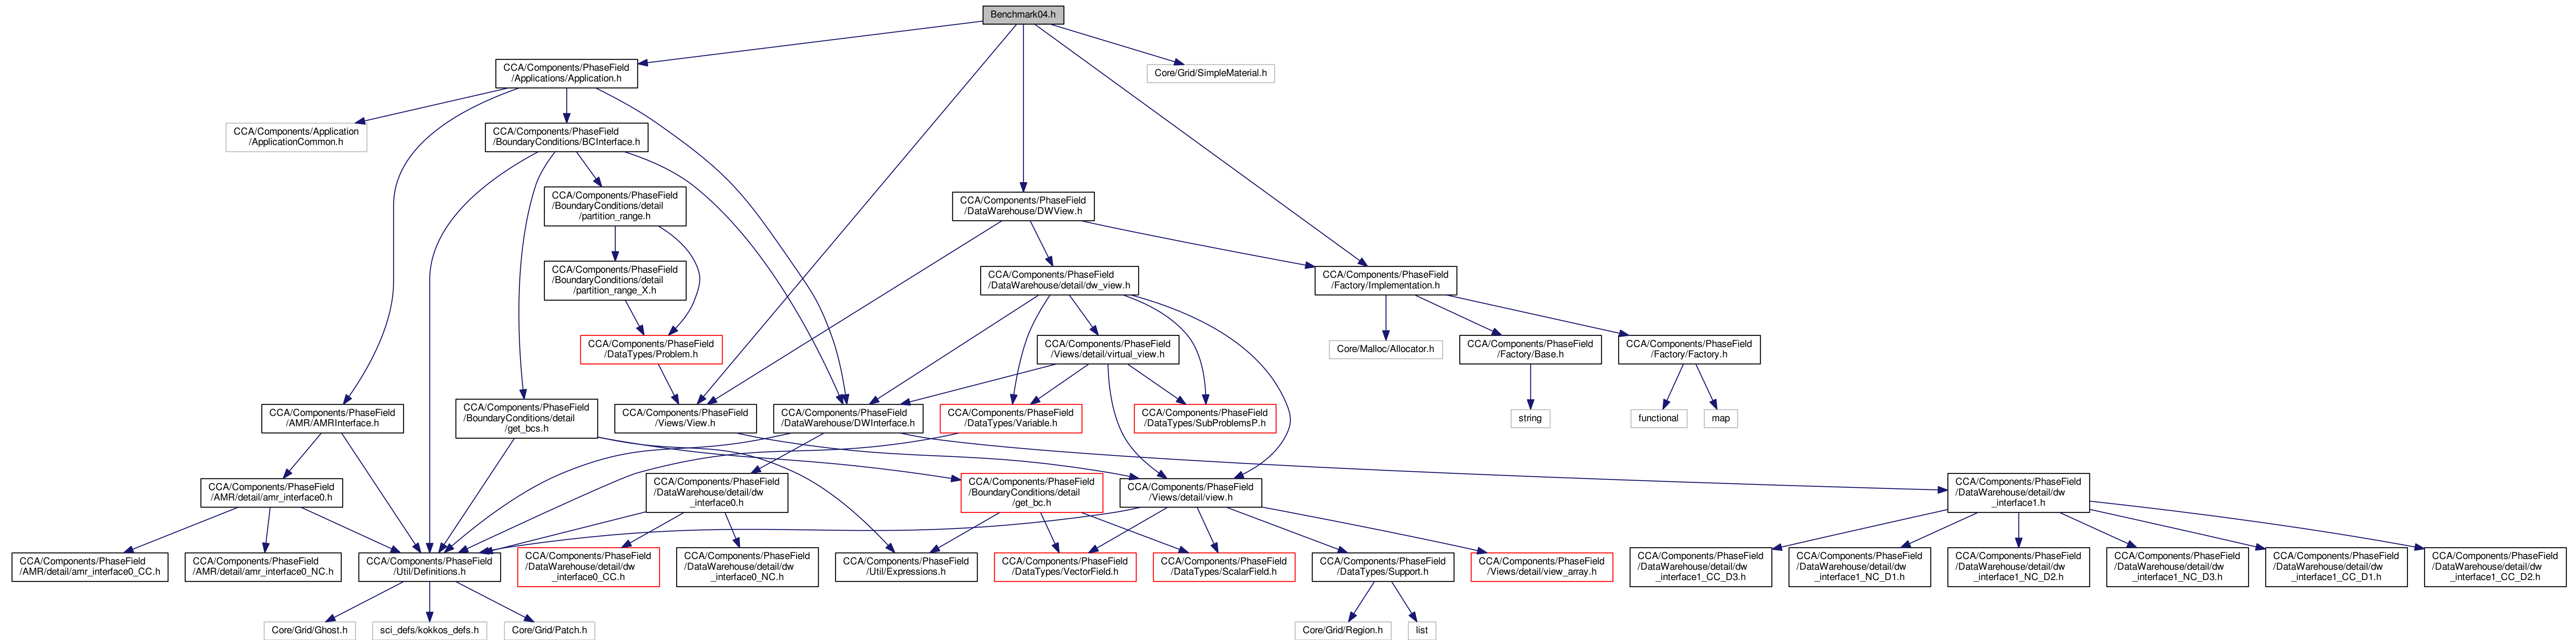 Benchmark04.h
CCA/Components/PhaseField
/Applications/Application.h
Core/Grid/SimpleMaterial.h
CCA/Components/Application
/ApplicationCommon.h
CCA/Components/PhaseField
/BoundaryConditions/BCInterface.h
CCA/Components/PhaseField
/BoundaryConditions/detail
/partition_range.h
CCA/Components/PhaseField
/DataWarehouse/DWView.h
CCA/Components/PhaseField
/BoundaryConditions/detail
/partition_range_X.h
CCA/Components/PhaseField
/DataWarehouse/detail/dw_view.h
CCA/Components/PhaseField
/Factory/Implementation.h
CCA/Components/PhaseField
/DataTypes/Problem.h
CCA/Components/PhaseField
/Views/detail/virtual_view.h
Core/Malloc/Allocator.h
CCA/Components/PhaseField
/Factory/Base.h
CCA/Components/PhaseField
/Factory/Factory.h
CCA/Components/PhaseField
/AMR/AMRInterface.h
CCA/Components/PhaseField
/BoundaryConditions/detail
/get_bcs.h
CCA/Components/PhaseField
/Views/View.h
CCA/Components/PhaseField
/DataWarehouse/DWInterface.h
CCA/Components/PhaseField
/DataTypes/Variable.h
CCA/Components/PhaseField
/DataTypes/SubProblemsP.h
string
functional
map
CCA/Components/PhaseField
/AMR/detail/amr_interface0.h
CCA/Components/PhaseField
/DataWarehouse/detail/dw
_interface0.h
CCA/Components/PhaseField
/BoundaryConditions/detail
/get_bc.h
CCA/Components/PhaseField
/Views/detail/view.h
CCA/Components/PhaseField
/DataWarehouse/detail/dw
_interface1.h
CCA/Components/PhaseField
/AMR/detail/amr_interface0_CC.h
CCA/Components/PhaseField
/AMR/detail/amr_interface0_NC.h
CCA/Components/PhaseField
/Util/Definitions.h
CCA/Components/PhaseField
/DataWarehouse/detail/dw
_interface0_CC.h
CCA/Components/PhaseField
/DataWarehouse/detail/dw
_interface0_NC.h
CCA/Components/PhaseField
/Util/Expressions.h
CCA/Components/PhaseField
/DataTypes/VectorField.h
CCA/Components/PhaseField
/DataTypes/ScalarField.h
CCA/Components/PhaseField
/DataTypes/Support.h
CCA/Components/PhaseField
/Views/detail/view_array.h
CCA/Components/PhaseField
/DataWarehouse/detail/dw
_interface1_CC_D3.h
CCA/Components/PhaseField
/DataWarehouse/detail/dw
_interface1_NC_D1.h
CCA/Components/PhaseField
/DataWarehouse/detail/dw
_interface1_NC_D2.h
CCA/Components/PhaseField
/DataWarehouse/detail/dw
_interface1_NC_D3.h
CCA/Components/PhaseField
/DataWarehouse/detail/dw
_interface1_CC_D1.h
CCA/Components/PhaseField
/DataWarehouse/detail/dw
_interface1_CC_D2.h
Core/Grid/Ghost.h
sci_defs/kokkos_defs.h
Core/Grid/Patch.h
Core/Grid/Region.h
list